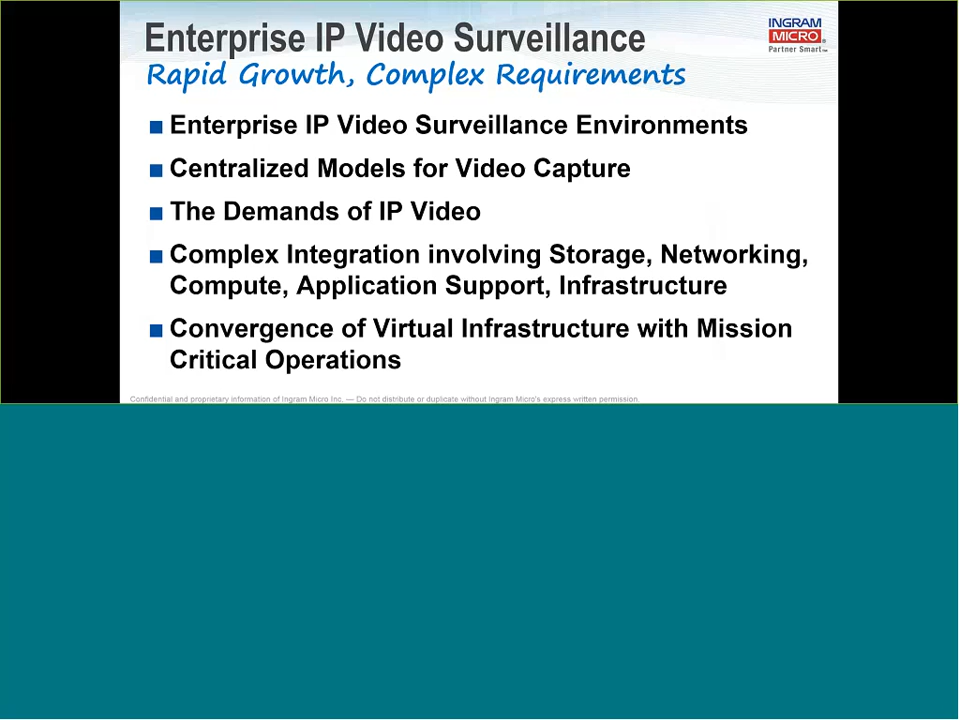 Enterprise IP Video Surveillance
Rapid Growth, Complex Requirements
INGRAM
MICRO
Partner Smart
Enterprise IP Video Surveillance Environments
Centralized Models for Video Capture
The Demands of IP Video
Complex Integration involving Storage, Networking,
Compute, Application Support, Infrastructure
Convergence of Virtual Infrastructure with Mission
Critical Operations
Confidential and proprietary information of Ingram Micro Inc. — Do not distribute or duplicate without Ingram Micro's express written permission.